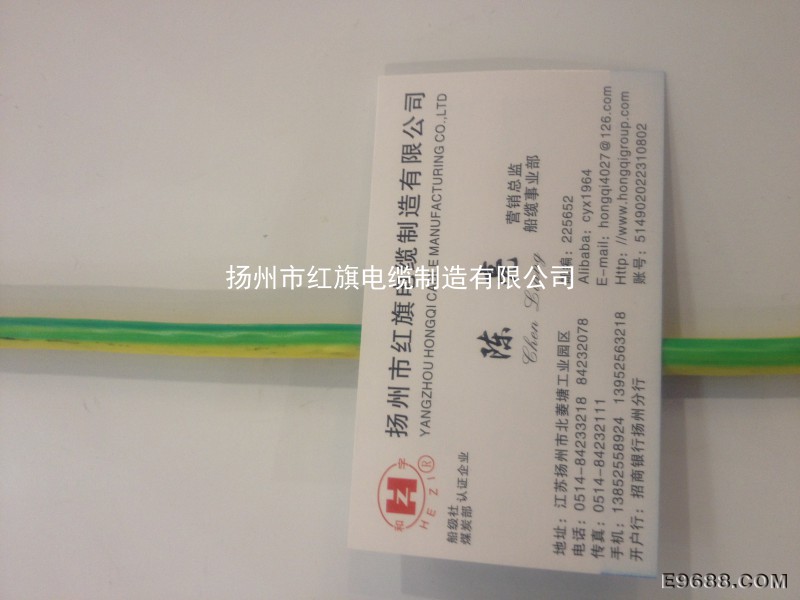 扬州市红旗电缆制造有限公司
YANGZHOU HONGQI CABLE MANUFACTURING CO.,LTD
和 HZ 字
HE ZI ®
船级社
煤炭部 认证企业
营销总监
船缆事业部
陈
Chen
地址：江苏扬州市北菱塘工业园区
编：225652
电话：0514-84233218 84232078
Alibaba：cyx1964
传真：0514-84232111
E-mail：hongqi4027@126.com
手机：13852558924 13952563218
Http：//www.hongqigroup.com
开户行：招商银行扬州分行
账号：514902022310802
扬州市红旗电缆制造有限公司
E9688.COM